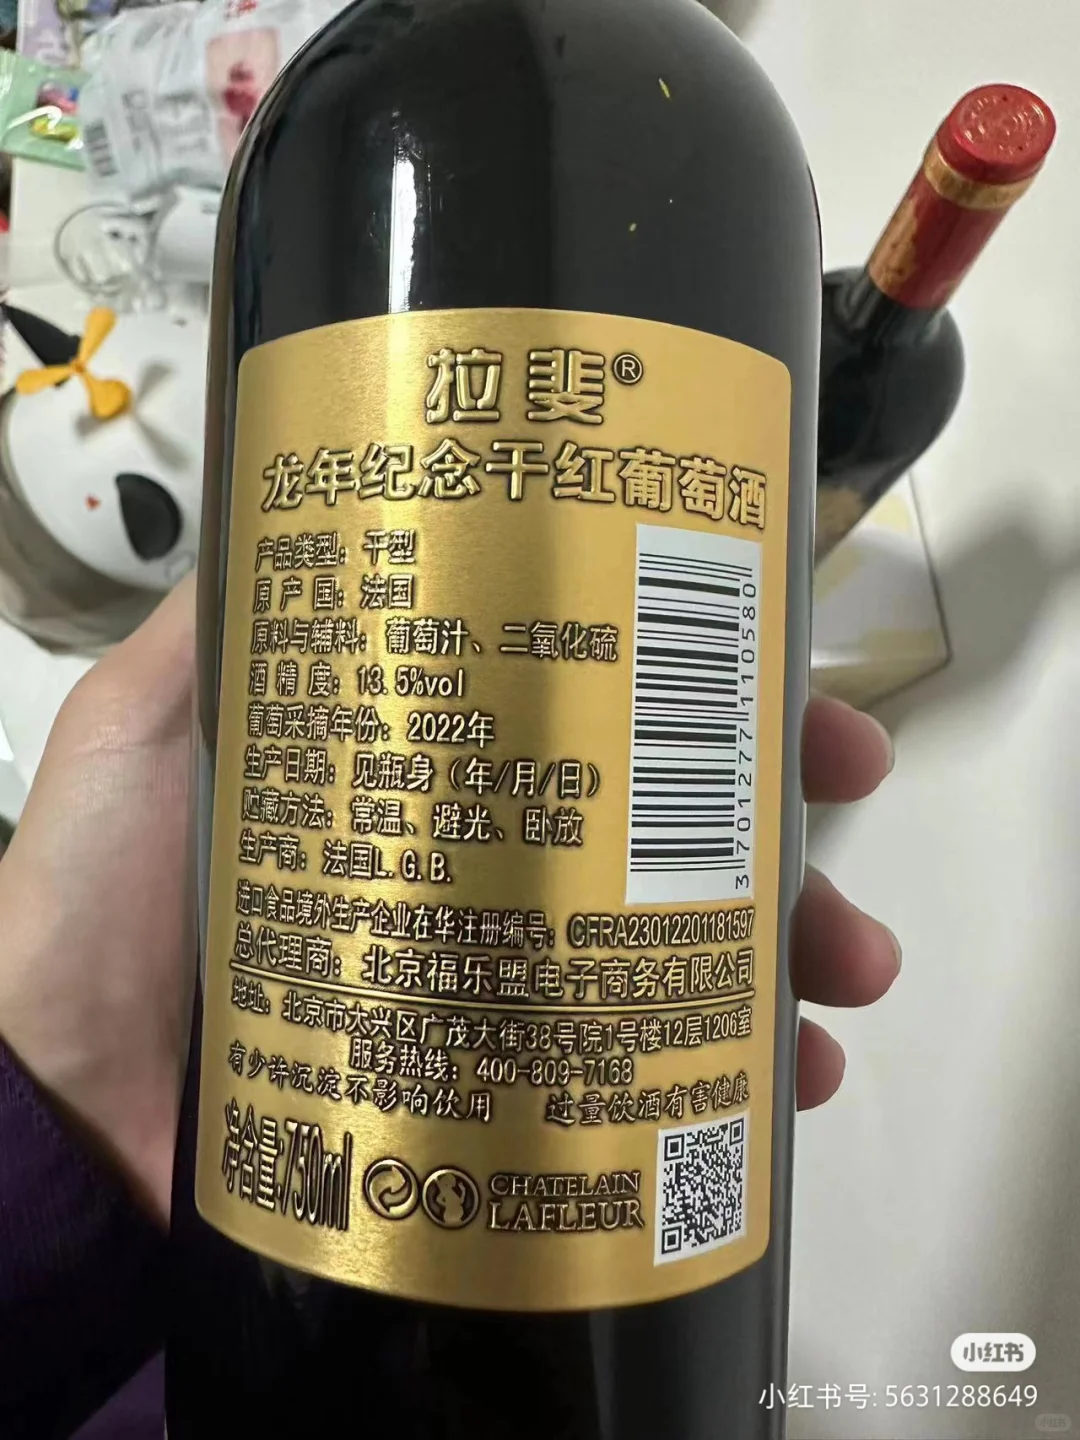 拉斐®
龙年纪念干红葡萄酒
产品类型：干型
原产国：法国
原料与辅料：葡萄汁、二氧化硫
酒精度：13.5%vol
葡萄采摘年份：2022年
生产日期：见瓶身（年/月/日）
贮藏方法：常温、避光、卧放
生产商：法国L.G.B.
进口食品境外生产企业在华注册编号：CFRA23012201181597
总代理商：北京福乐盟电子商务有限公司
地址：北京市大兴区广茂大街38号院1号楼12层1206室
服务热线：400-809-7168
有少许沉淀不影响饮用 过量饮酒有害健康
净含量:750ml
CHATELAIN
LAFLEUR
3701277110580
小红书
小红书号: 5631288649